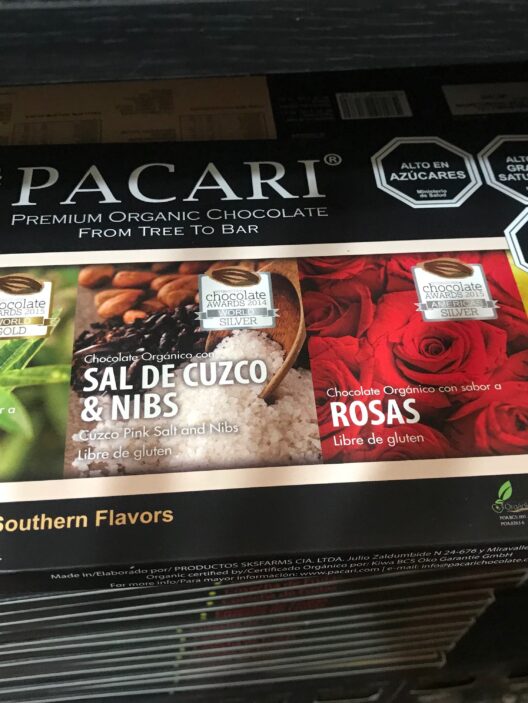 PACARI®
PREMIUM ORGANIC CHOCOLATE
FROM TREE TO BAR
ALTO EN
AZÚCARES
Ministerio
de Salud
chocolate
AWARDS 2015
WORLD
GOLD
chocolate
AWARDS 2014
WORLD
SILVER
chocolate
AWARDS 2015
SILVER
Chocolate Orgánico con
SAL DE CUZCO
& NIBS
Cuzco Pink Salt and Nibs
Libre de gluten
Chocolate Orgánico con sabor a
ROSAS
Libre de gluten
Southern Flavors
Made In/Elaborado por/ PRODUCTOS SKSFARMS CIA. LTDA. Julio Zaldumbide N 24-676 y Miravalle
Organic certified by/Certificado Orgánico por: Kiwa BCS Öko Garantie GmbH
For more info/Para mayor información: www.pacari.com | e-mail: info@pacarichocolate.c